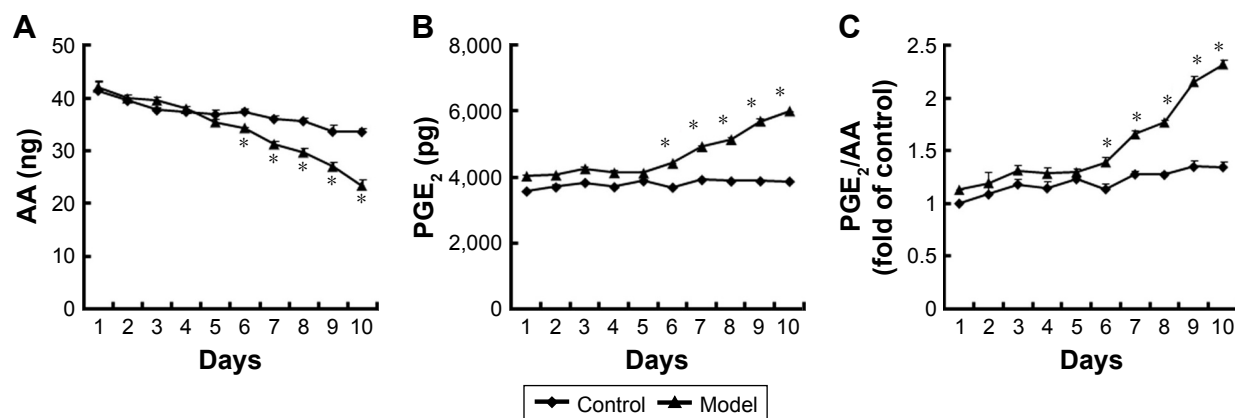 A
AA (ng)
50
40
30
20
10
0
* * * * *
1 2 3 4 5 6 7 8 9 10
Days
B
PGE₂ (pg)
8,000
6,000
4,000
2,000
0
* * * * *
1 2 3 4 5 6 7 8 9 10
Days
C
PGE₂/AA
(fold of control)
2.5
2
1.5
1
0.5
0
* * * * *
1 2 3 4 5 6 7 8 9 10
Days
Control Model